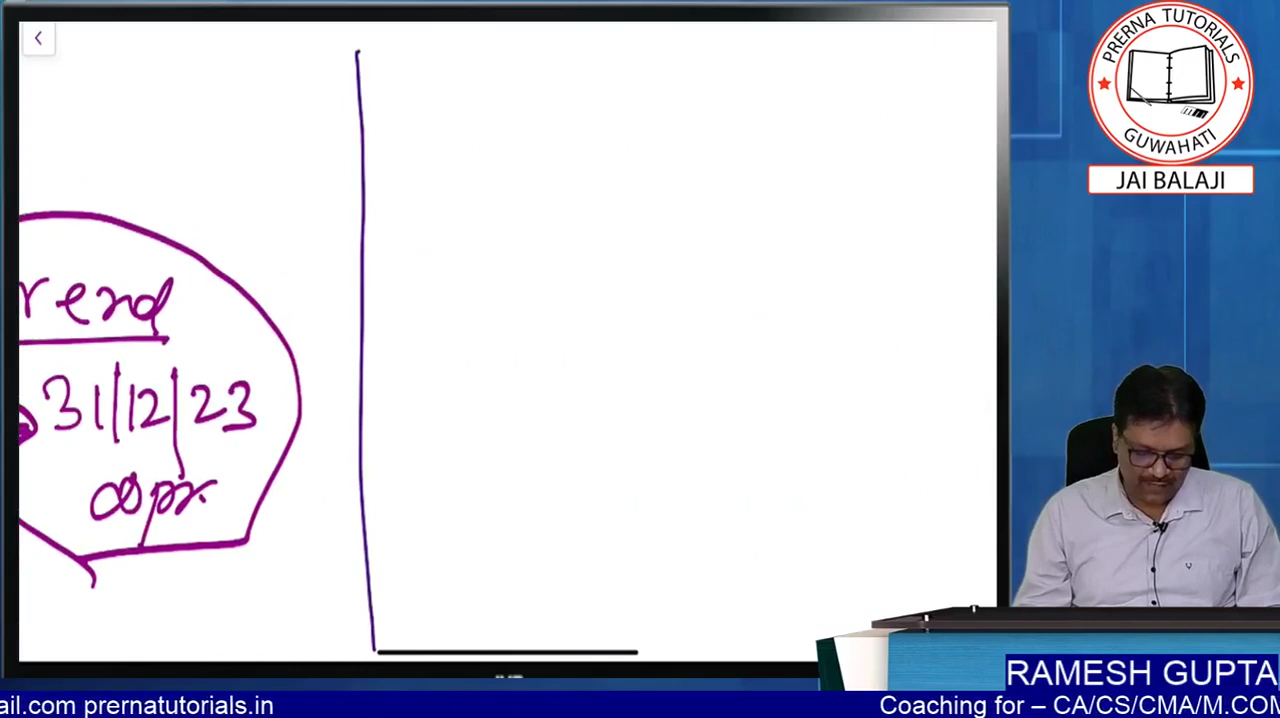 rend
31/12/23
PRERNA TUTORIALS
GUWAHATI
JAI BALAJI
RAMESH GUPTA
ail.com prernatutorials.in
Coaching for – CA/CS/CMA/M.COM